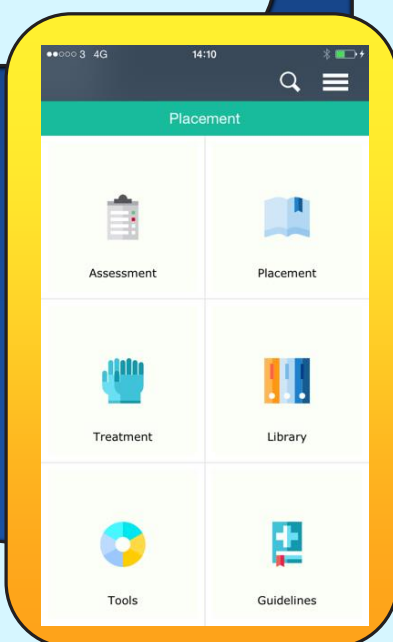 ●●○○○ 3 4G 14:10
Placement
Assessment Placement
Treatment Library
Tools Guidelines